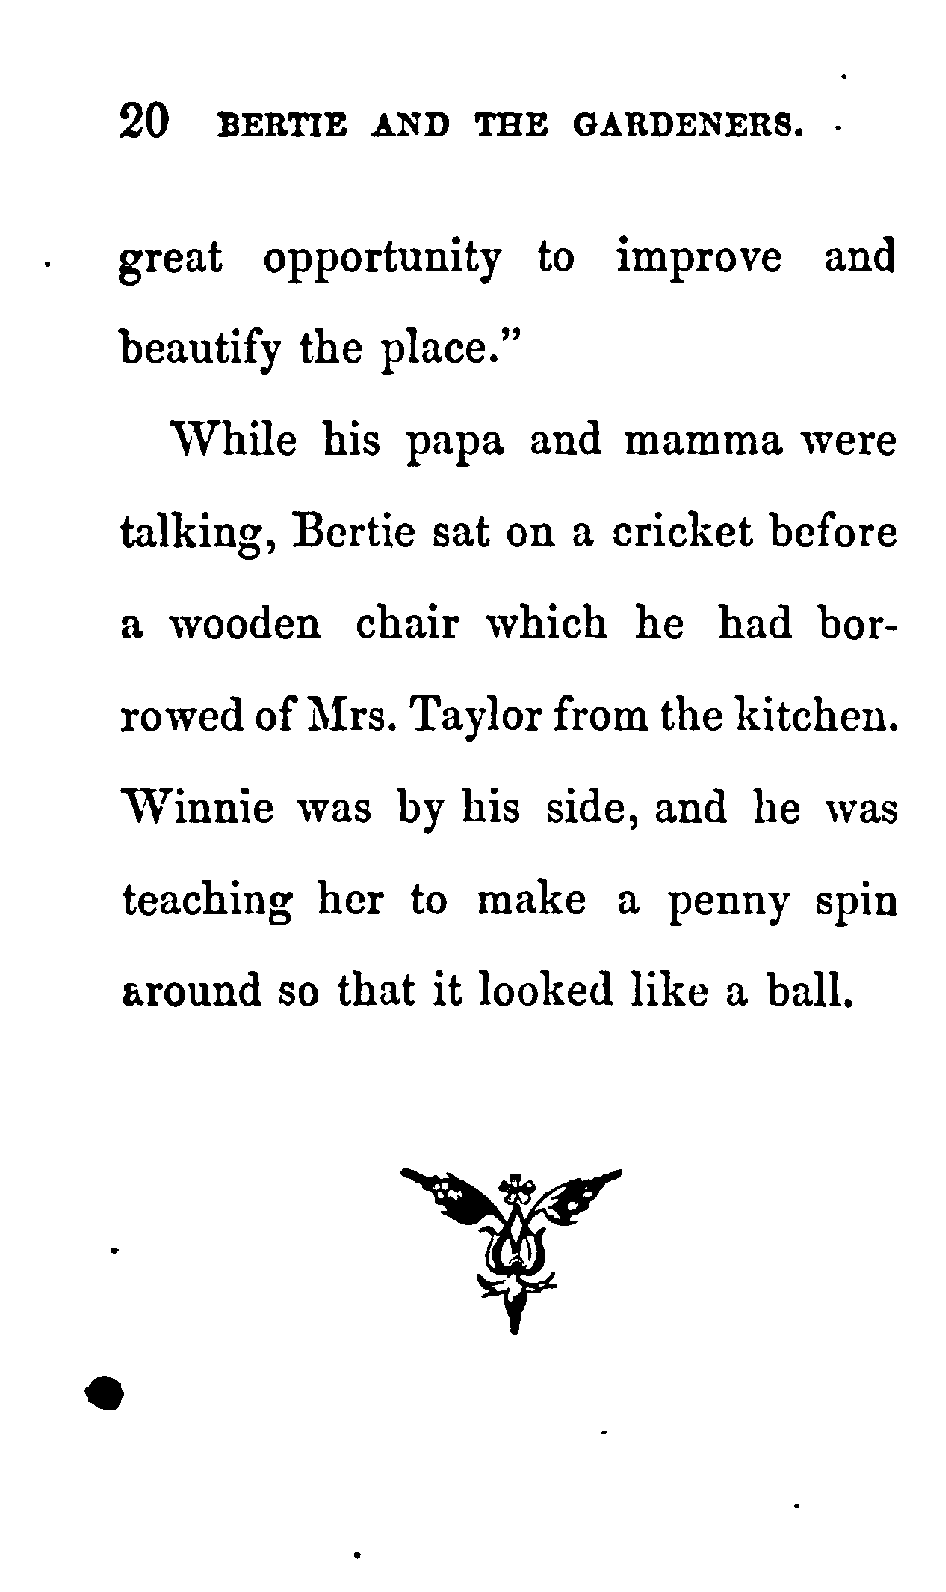 20 BERTIE AND THE GARDENERS.
great opportunity to improve and
beautify the place.”
While his papa and mamma were
talking, Bertie sat on a cricket before
a wooden chair which he had bor-
rowed of Mrs. Taylor from the kitchen.
Winnie was by his side, and he was
teaching her to make a penny spin
around so that it looked like a ball.